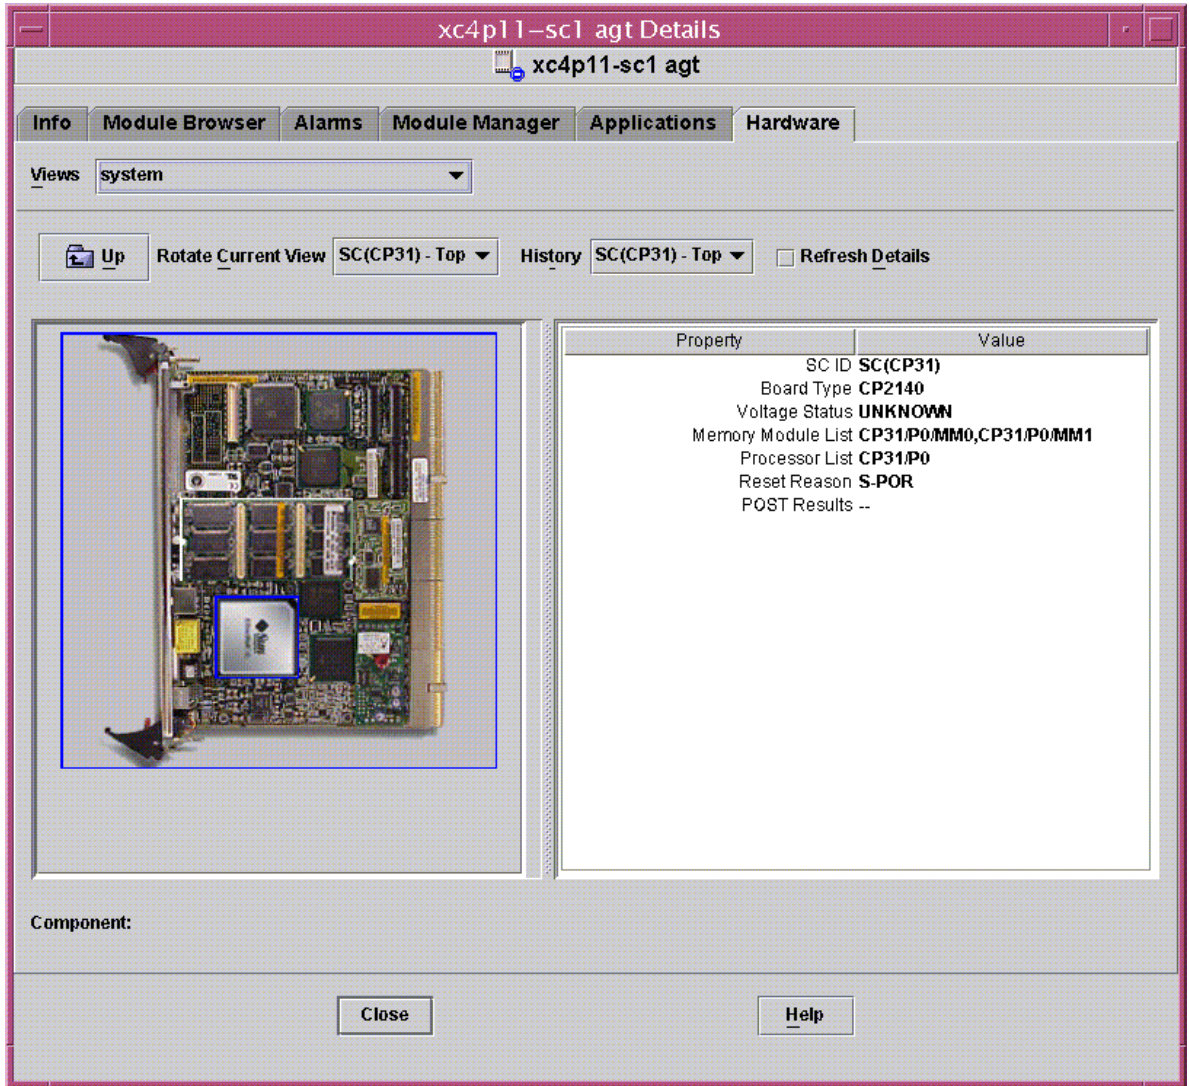 xc4p11–sc1 agt Details
xc4p11-sc1 agt
Info Module Browser Alarms Module Manager Applications Hardware
Views system
Up Rotate Current View SC(CP31) - Top History SC(CP31) - Top Refresh Details
Property Value
SC ID SC(CP31)
Board Type CP2140
Voltage Status UNKNOWN
Memory Module List CP31/P0/MM0,CP31/P0/MM1
Processor List CP31/P0
Reset Reason S-POR
POST Results --
Sun
Component:
Close Help